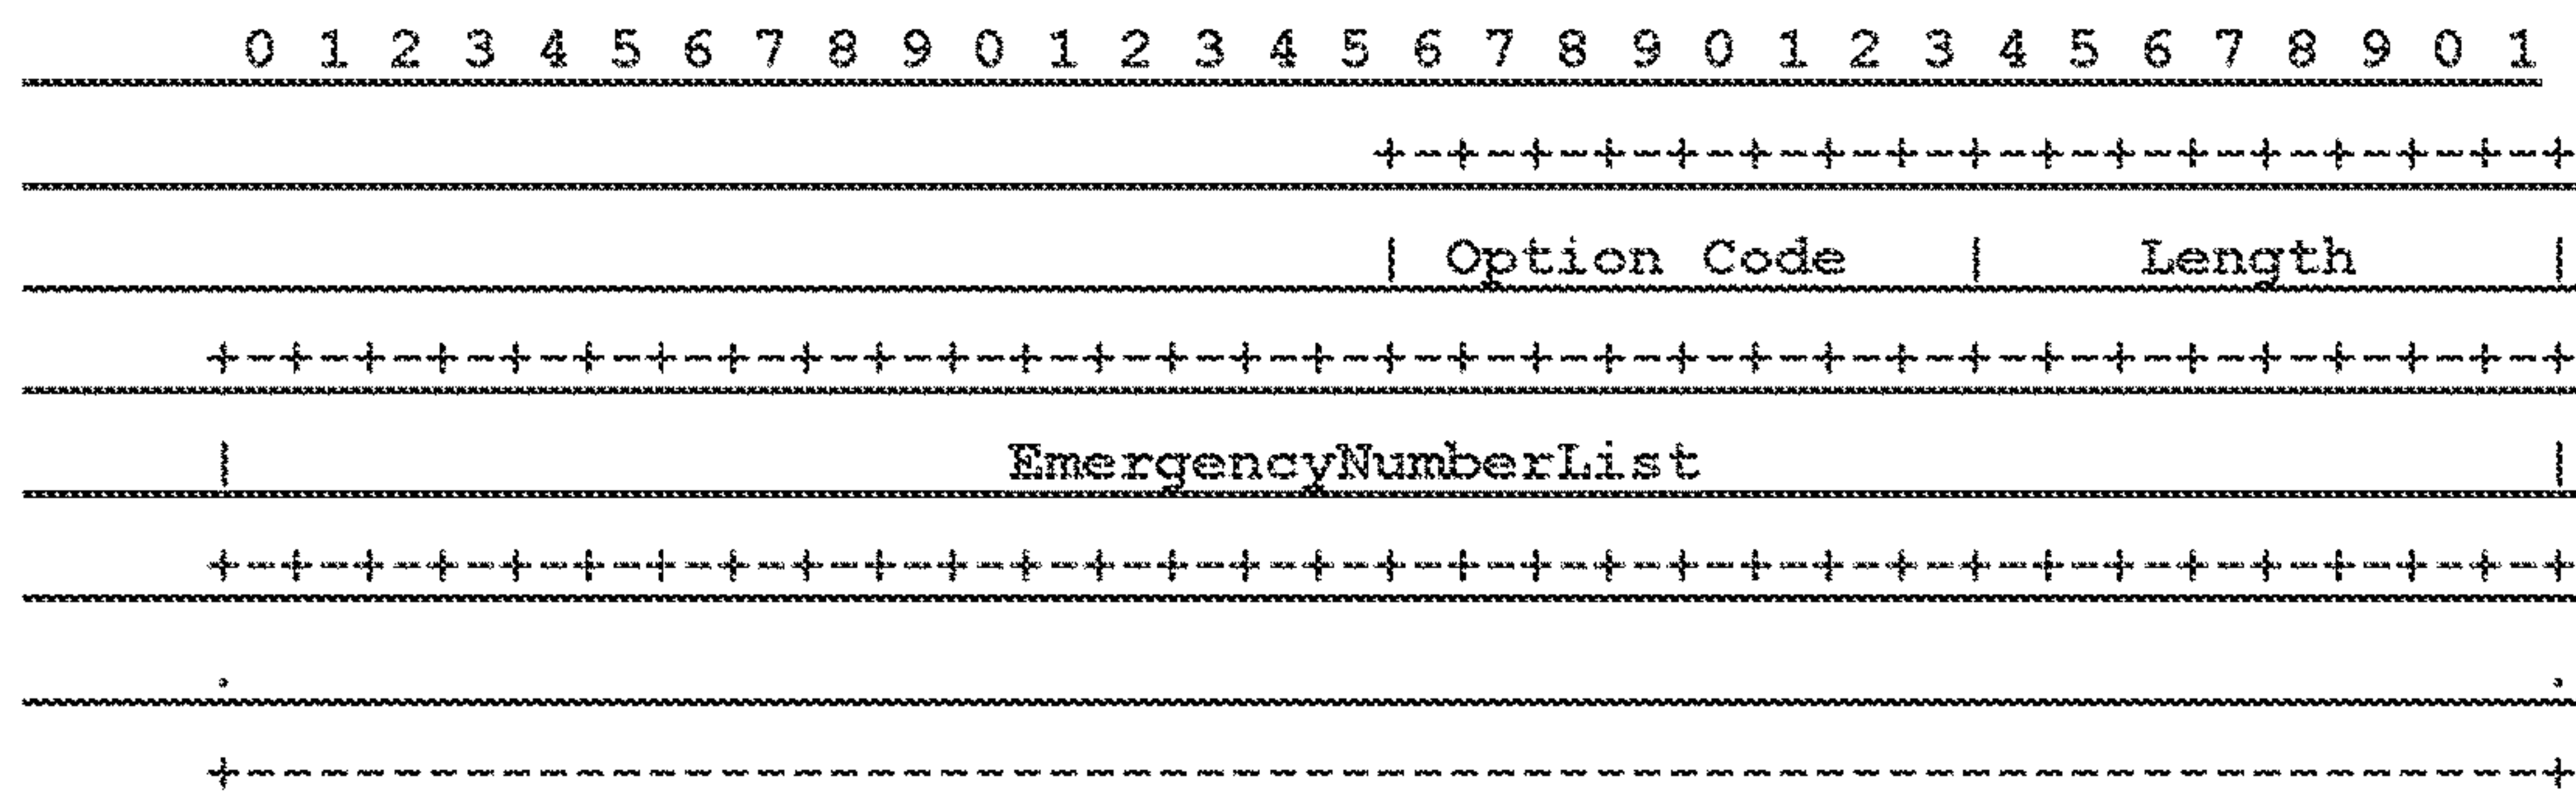 0 1 2 3 4 5 6 7 8 9 0 1 2 3 4 5 6 7 8 9 0 1 2 3 4 5 6 7 8 9 0 1
+-+-+-+-+-+-+-+-+-+-+-+-+-+-+-+-+
| Option Code | Length |
+-+-+-+-+-+-+-+-+-+-+-+-+-+-+-+-+-+-+-+-+-+-+-+-+-+-+-+-+-+-+-+-+
| EmergencyNumberList |
+-+-+-+-+-+-+-+-+-+-+-+-+-+-+-+-+-+-+-+-+-+-+-+-+-+-+-+-+-+-+-+-+
. .
+---------------------------------------------------------------+